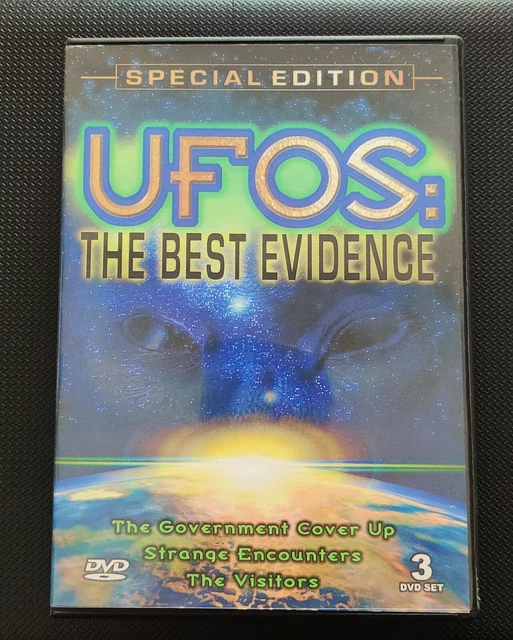 SPECIAL EDITION
UFOS:
THE BEST EVIDENCE
The Government Cover Up
Strange Encounters
The Visitors
DVD
3
DVD SET